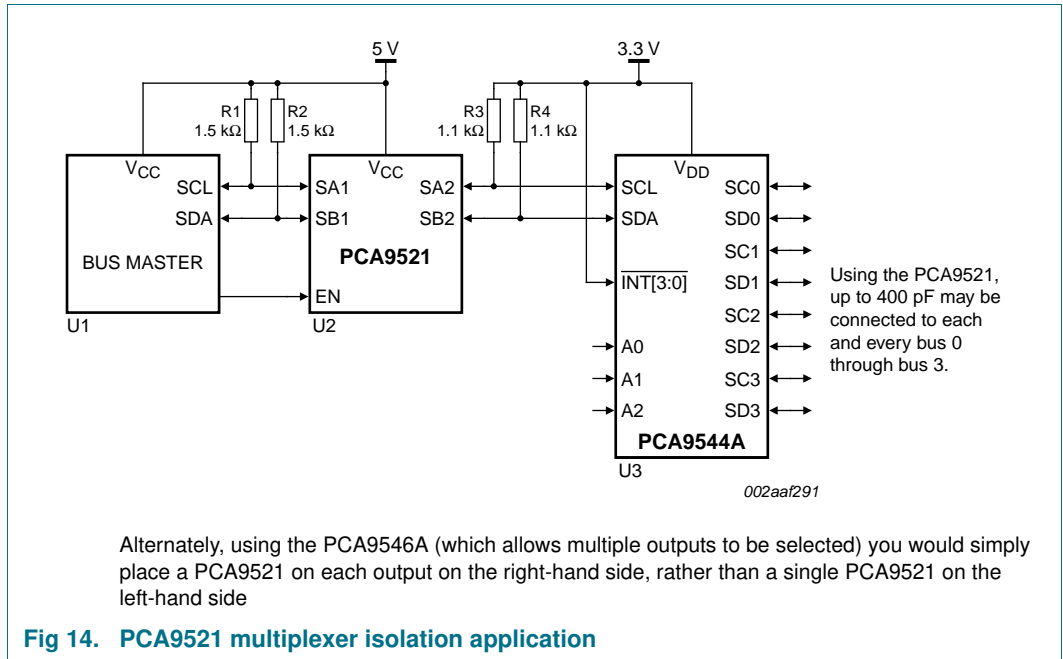 5 V
3.3 V
R1
1.5 kΩ
R2
1.5 kΩ
R3
1.1 kΩ
R4
1.1 kΩ
VCC
SCL
SDA
BUS MASTER
U1
VCC
SA1
SB1
SA2
SB2
PCA9521
EN
U2
VDD
SCL
SDA
INT[3:0]
A0
A1
A2
SC0
SD0
SC1
SD1
SC2
SD2
SC3
SD3
PCA9544A
U3
Using the PCA9521,
up to 400 pF may be
connected to each
and every bus 0
through bus 3.
002aaf291
Alternately, using the PCA9546A (which allows multiple outputs to be selected) you would simply
place a PCA9521 on each output on the right-hand side, rather than a single PCA9521 on the
left-hand side
Fig 14. PCA9521 multiplexer isolation application